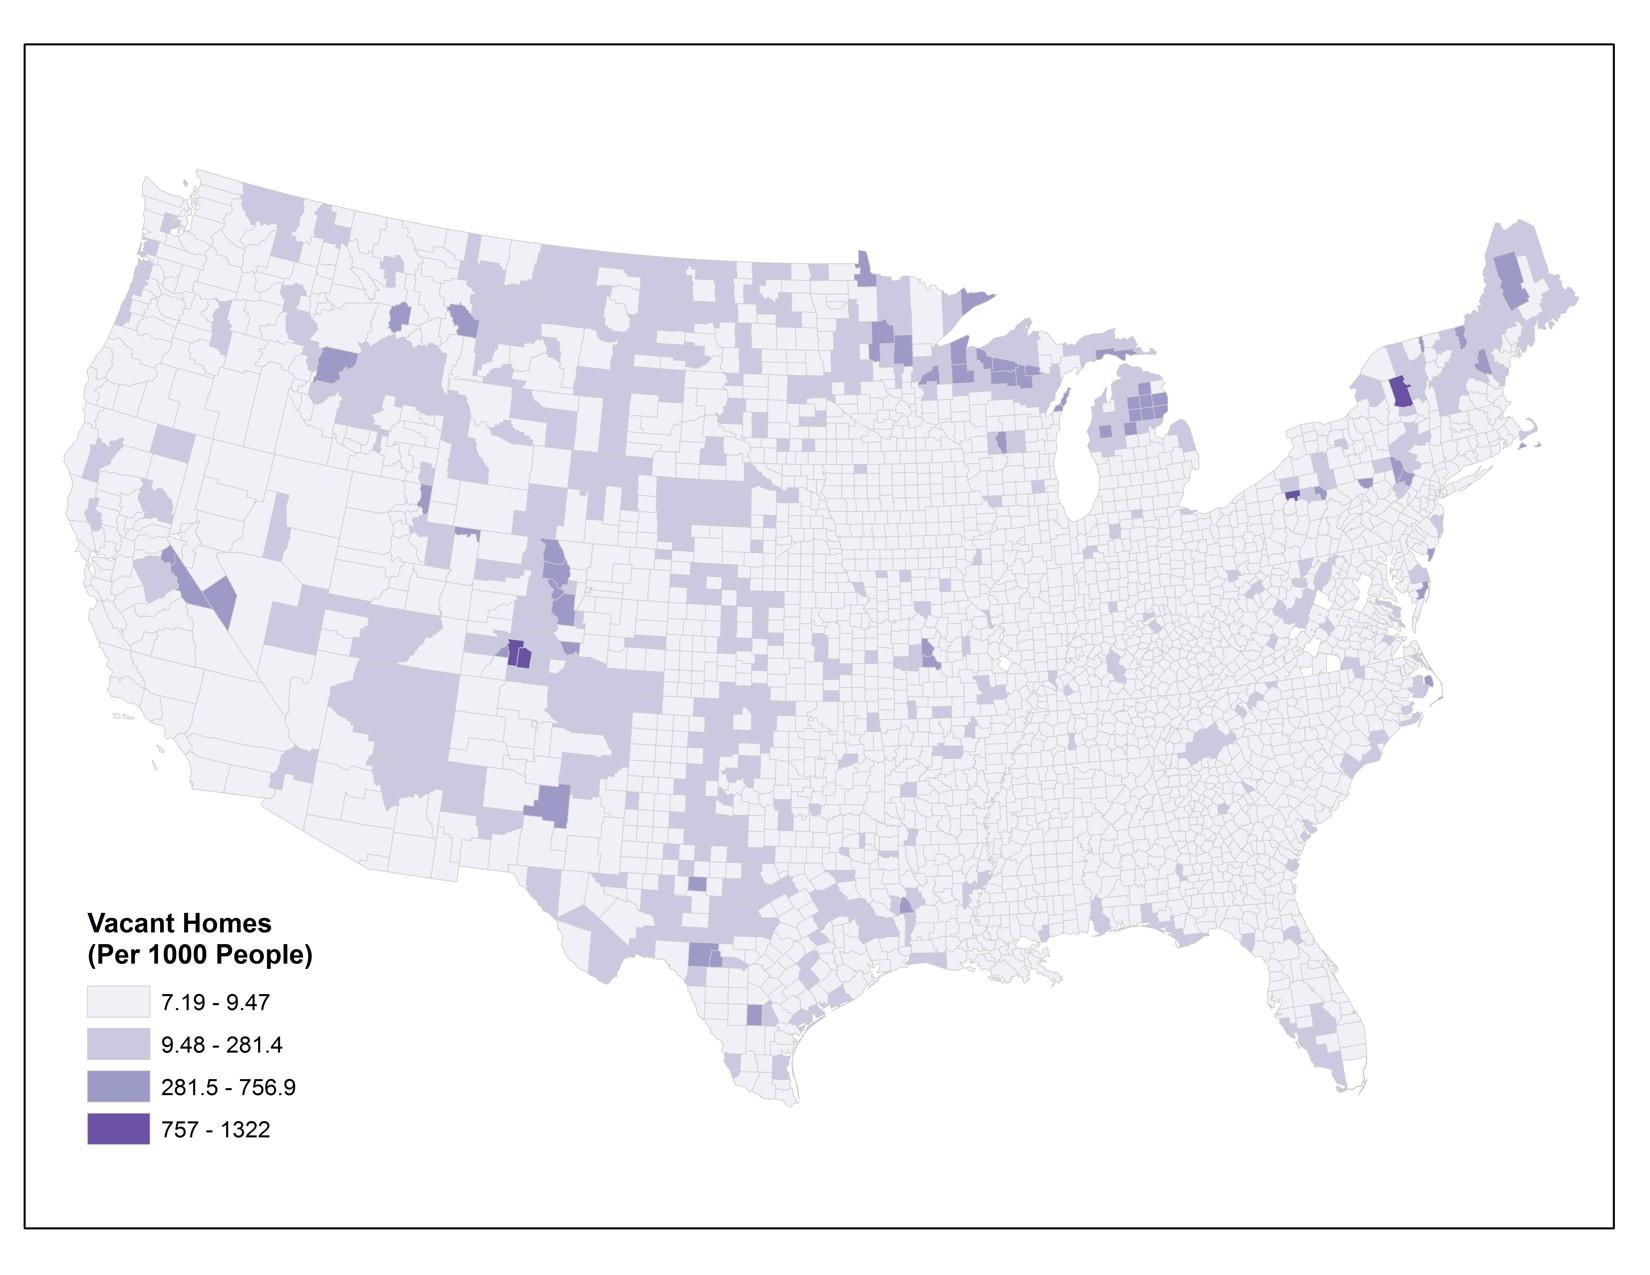 Vacant Homes
(Per 1000 People)
7.19 - 9.47
9.48 - 281.4
281.5 - 756.9
757 - 1322